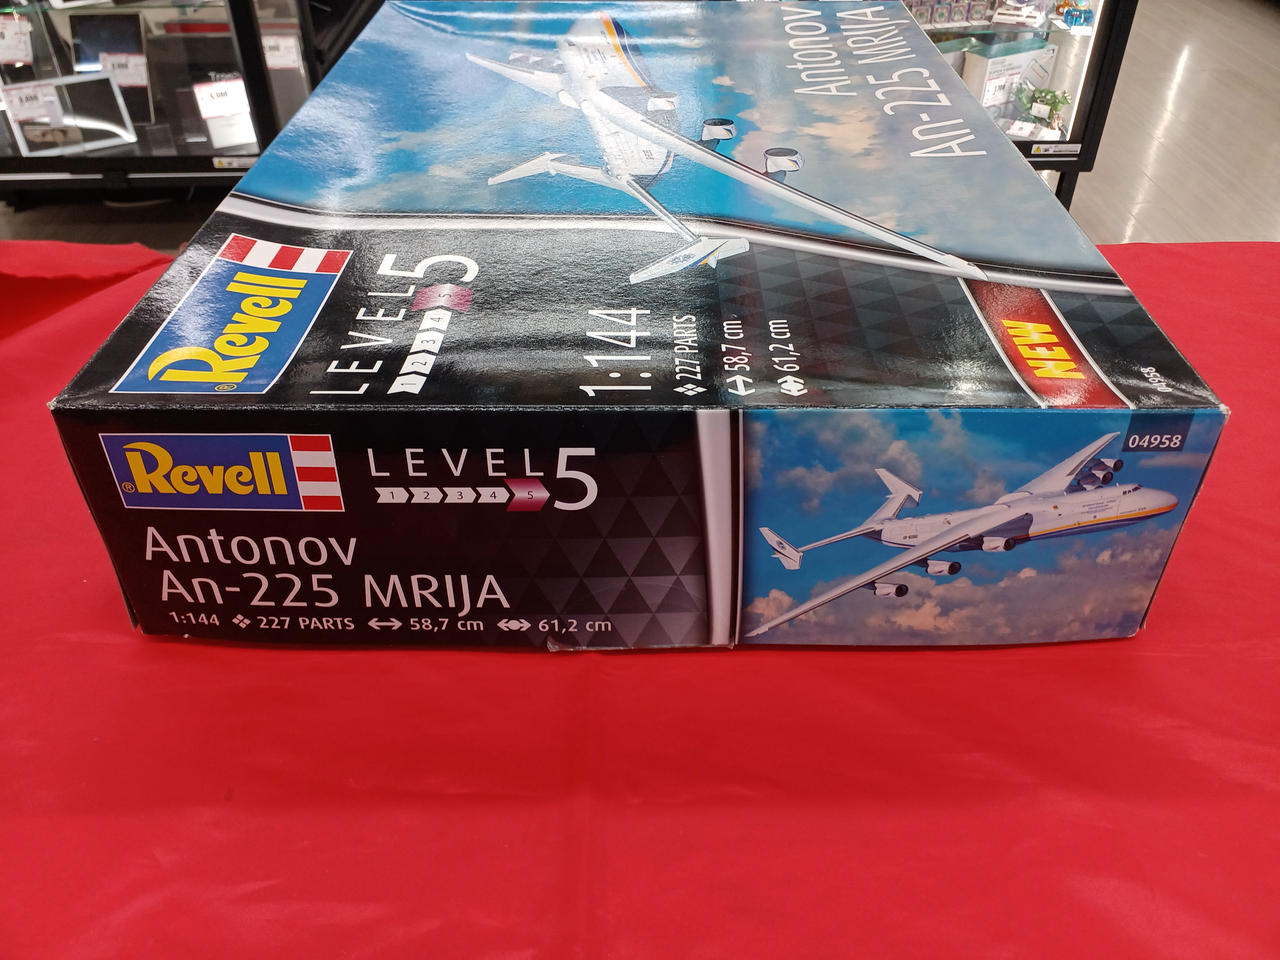 Antonov
An-225 MRIJA
Revell
LEVEL 5
1 2 3 4 5
1:144
227 PARTS
58,7 cm
61,2 cm
NEW
04958
Revell
®
LEVEL 5
1 2 3 4 5
Antonov
An-225 MRIJA
1:144 227 PARTS 58,7 cm 61,2 cm
04958